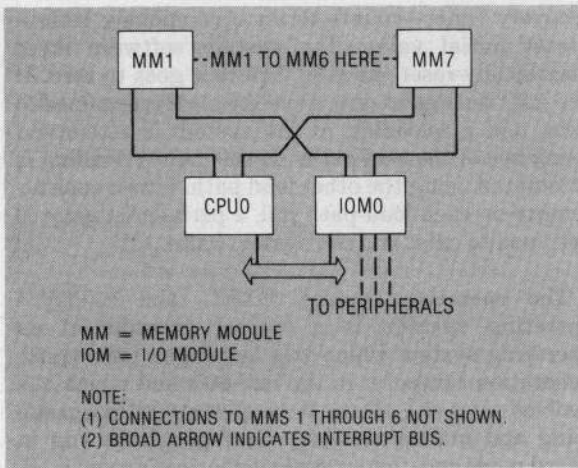 MM1 --MM1 TO MM6 HERE-- MM7
CPU0 IOM0
TO PERIPHERALS
MM = MEMORY MODULE
IOM = I/O MODULE
NOTE:
(1) CONNECTIONS TO MMS 1 THROUGH 6 NOT SHOWN.
(2) BROAD ARROW INDICATES INTERRUPT BUS.